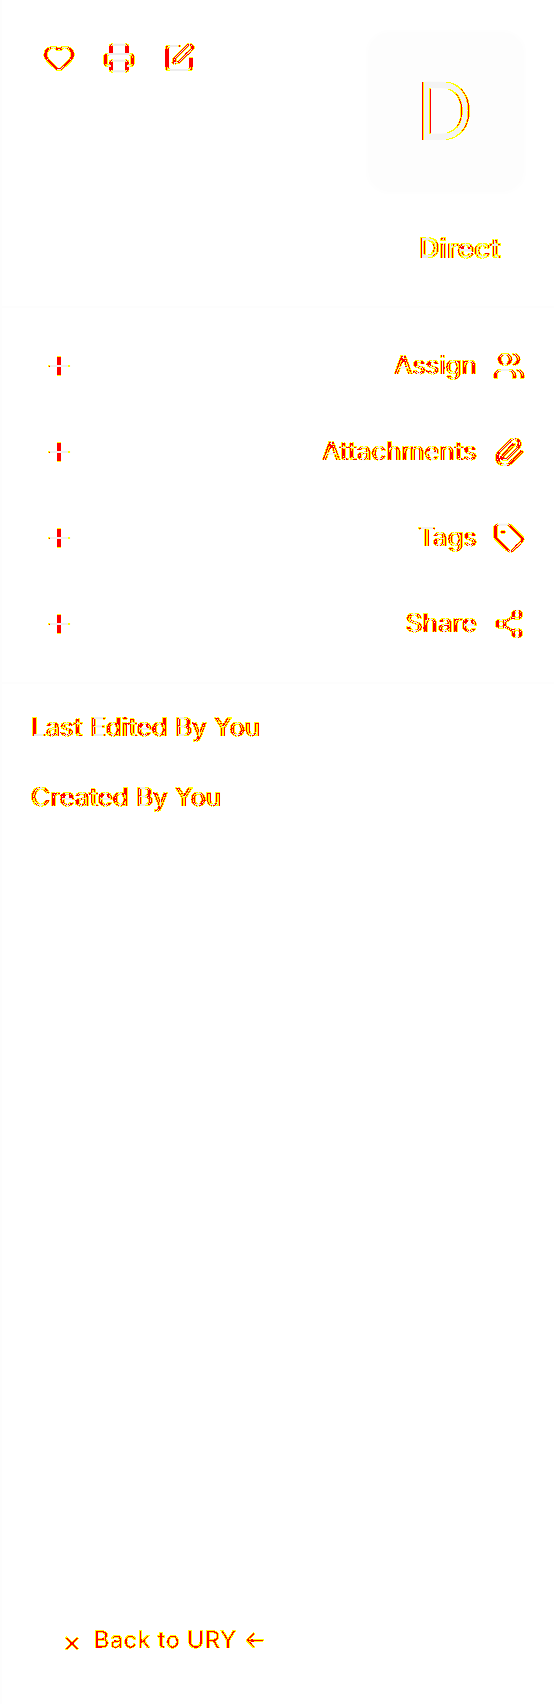 D
Direct
Assign
Attachments
Tags
Share
Last Edited By You
Created By You
× Back to URY ←